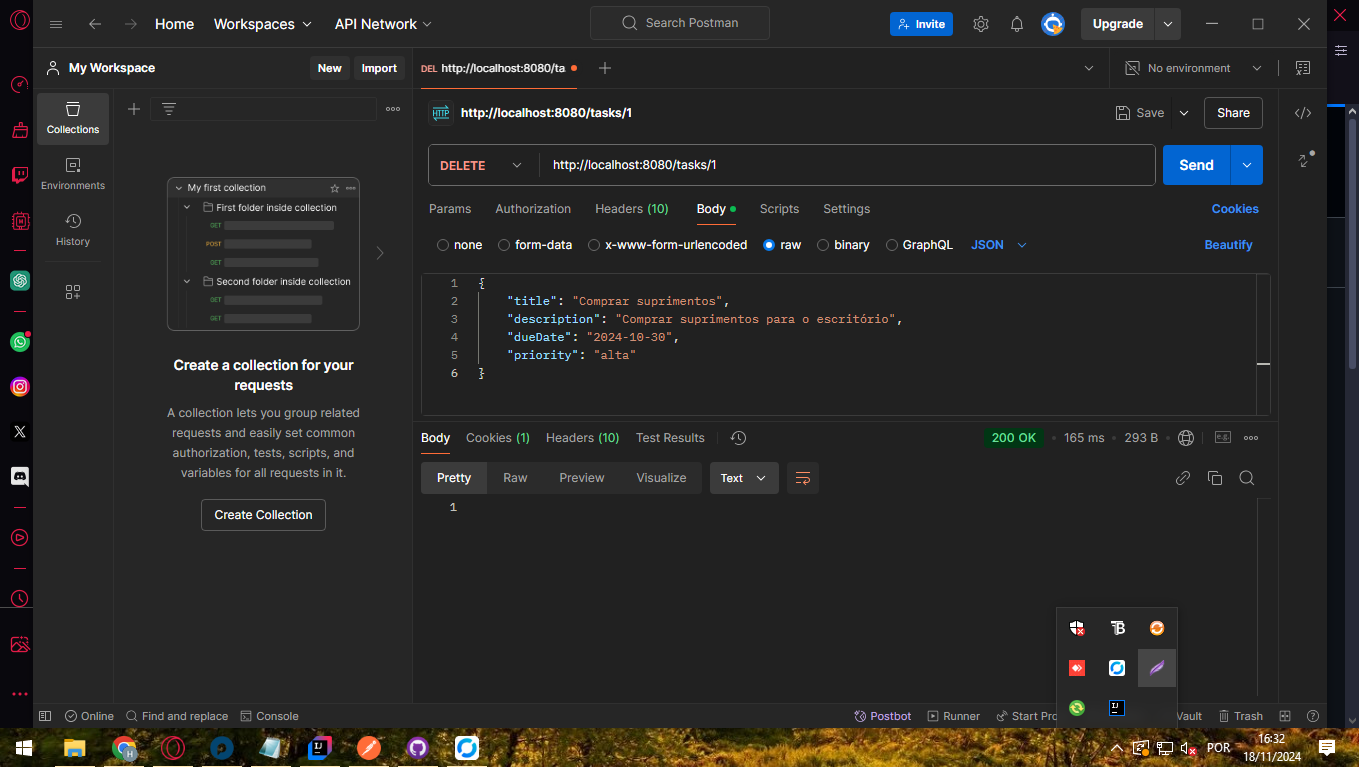 Home Workspaces API Network Search Postman Invite Upgrade
My Workspace New Import DEL http://localhost:8080/ta No environment
Collections
Environments
History
My first collection
First folder inside collection
GET
POST
GET
Second folder inside collection
GET
GET
Create a collection for your
requests
A collection lets you group related
requests and easily set common
authorization, tests, scripts, and
variables for all requests in it.
Create Collection
HTTP http://localhost:8080/tasks/1 Save Share
DELETE http://localhost:8080/tasks/1 Send
Params Authorization Headers (10) Body Scripts Settings Cookies
none form-data x-www-form-urlencoded raw binary GraphQL JSON Beautify
1 {
2 "title": "Comprar suprimentos",
3 "description": "Comprar suprimentos para o escritório",
4 "dueDate": "2024-10-30",
5 "priority": "alta"
6 }
Body Cookies (1) Headers (10) Test Results 200 OK 165 ms 293 B e.g.
Pretty Raw Preview Visualize Text
1
Online Find and replace Console Postbot Runner Start Pro Vault Trash
POR 16:32
18/11/2024